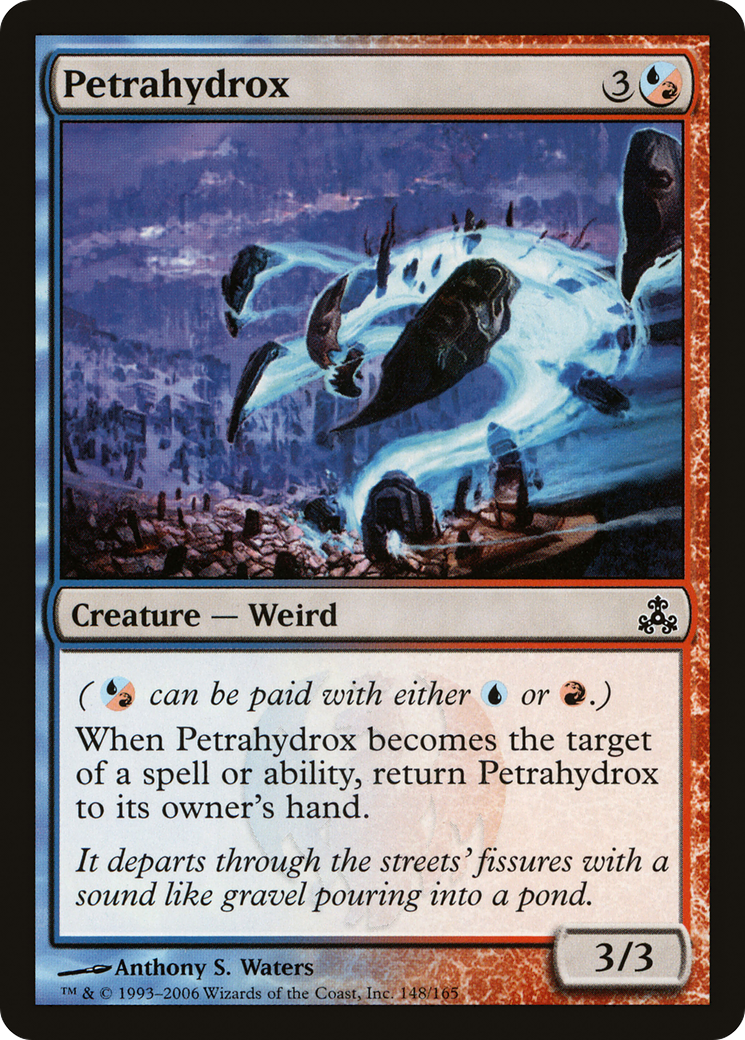 Petrahydrox 3
Creature — Weird
( can be paid with either or .)
When Petrahydrox becomes the target
of a spell or ability, return Petrahydrox
to its owner's hand.
It departs through the streets' fissures with a
sound like gravel pouring into a pond.
3/3
Anthony S. Waters
™ & © 1993–2006 Wizards of the Coast, Inc. 148/165